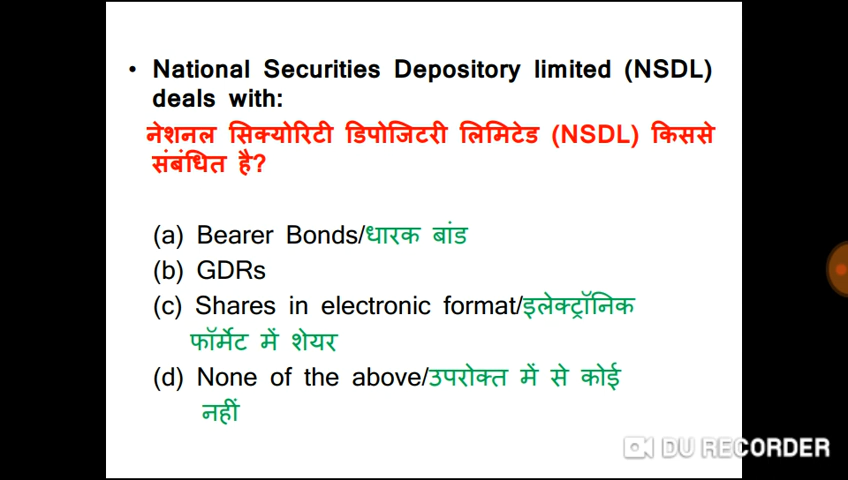 • National Securities Depository limited (NSDL)
deals with:
नेशनल सिक्योरिटी डिपोजिटरी लिमिटेड (NSDL) किससे
संबंधित है?
(a) Bearer Bonds/धारक बांड
(b) GDRs
(c) Shares in electronic format/इलेक्ट्रॉनिक
फॉर्मेट में शेयर
(d) None of the above/उपरोक्त में से कोई
नहीं
DU RECORDER